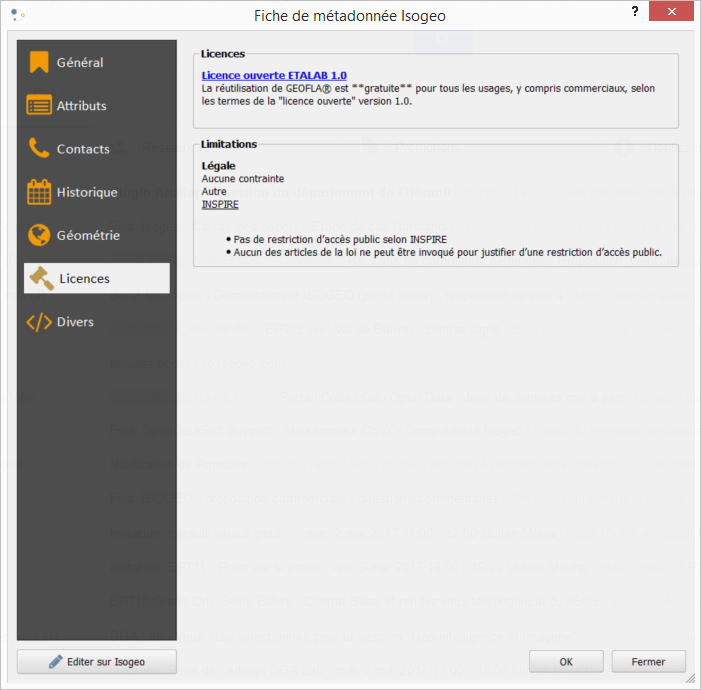 Fiche de métadonnée Isogeo
?
Général
Attributs
Contacts
Historique
Géométrie
Licences
Divers
Editer sur Isogeo
Licences
Licence ouverte ETALAB 1.0
La réutilisation de GEOFLA® est **gratuite** pour tous les usages, y compris commerciaux, selon
les termes de la "licence ouverte" version 1.0.
Limitations
Légale
Aucune contrainte
Autre
INSPIRE
• Pas de restriction d'accès public selon INSPIRE
• Aucun des articles de la loi ne peut être invoqué pour justifier d'une restriction d'accès public.
OK
Fermer